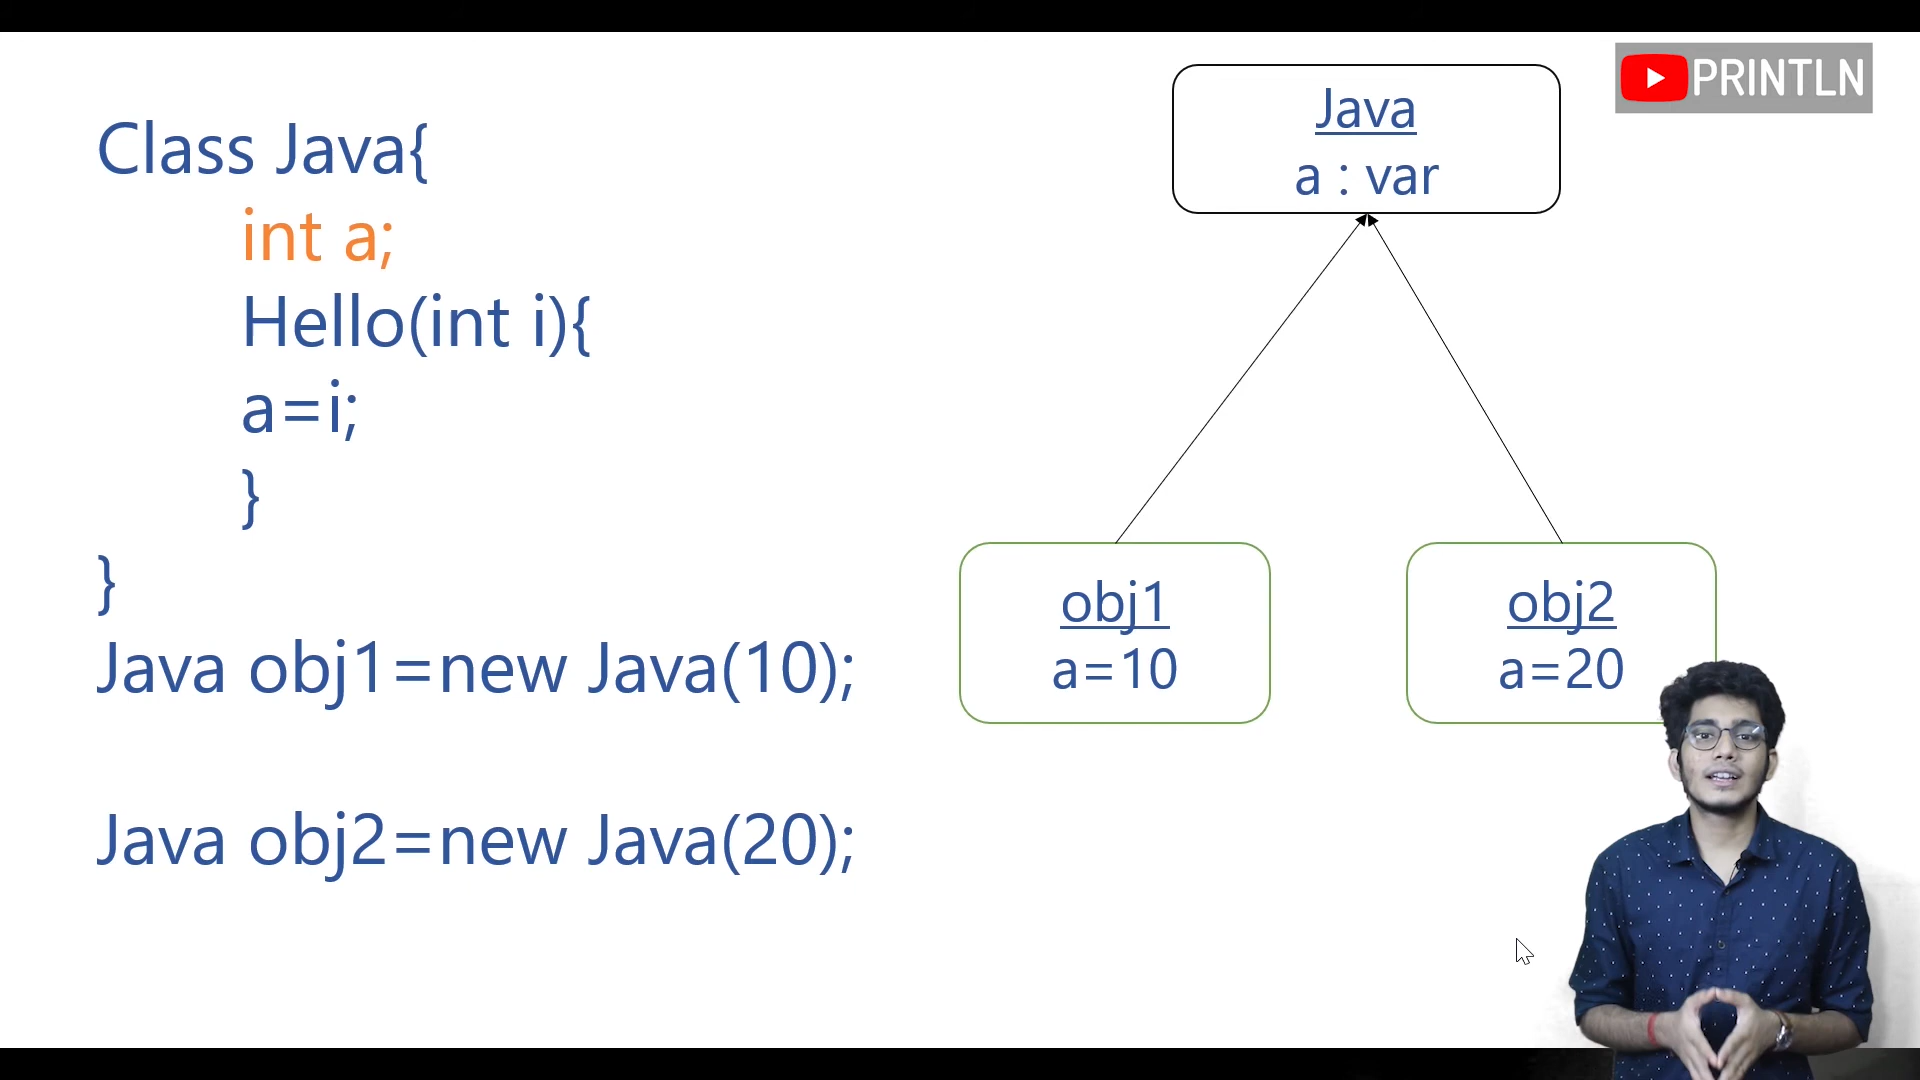 Class Java{
int a;
Hello(int i){
a=i;
}
}
Java obj1=new Java(10);
Java obj2=new Java(20);
Java
a : var
obj1
a=10
obj2
a=20
PRINTLN